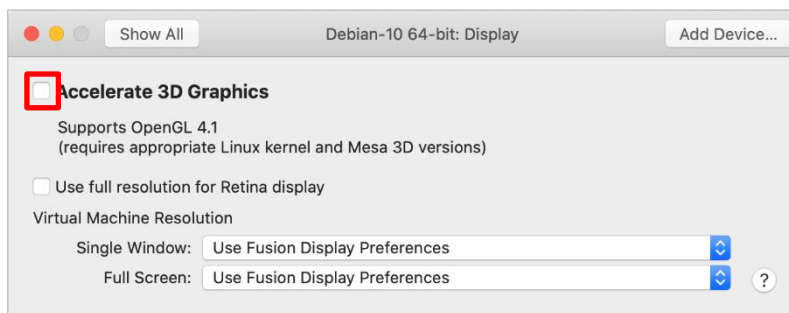 Show All Debian-10 64-bit: Display Add Device...
Accelerate 3D Graphics
Supports OpenGL 4.1
(requires appropriate Linux kernel and Mesa 3D versions)
Use full resolution for Retina display
Virtual Machine Resolution
Single Window: Use Fusion Display Preferences
Full Screen: Use Fusion Display Preferences ?